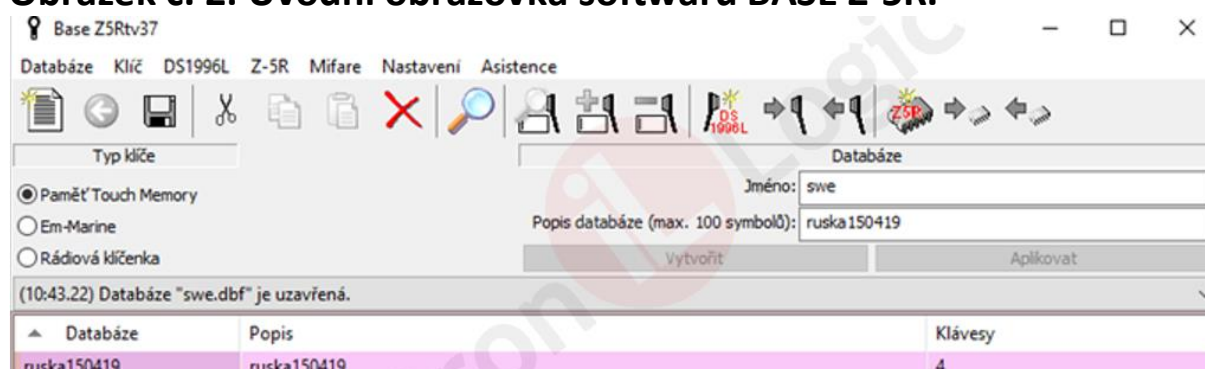 Obrázek č. 2: Úvodní obrazovka softwaru BASE Z-5R.
Base Z5Rtv37
Databáze Klíč DS1996L Z-5R Mifare Nastavení Asistence
DS 1996L Z5R
Typ klíče Databáze
Paměť Touch Memory
Jméno: swe
Em-Marine
Popis databáze (max. 100 symbolů): ruska150419
Rádiová klíčenka
Vytvořit Aplikovat
(10:43.22) Databáze "swe.dbf" je uzavřená.
Databáze Popis Klávesy
ruska150419 ruska150419 4